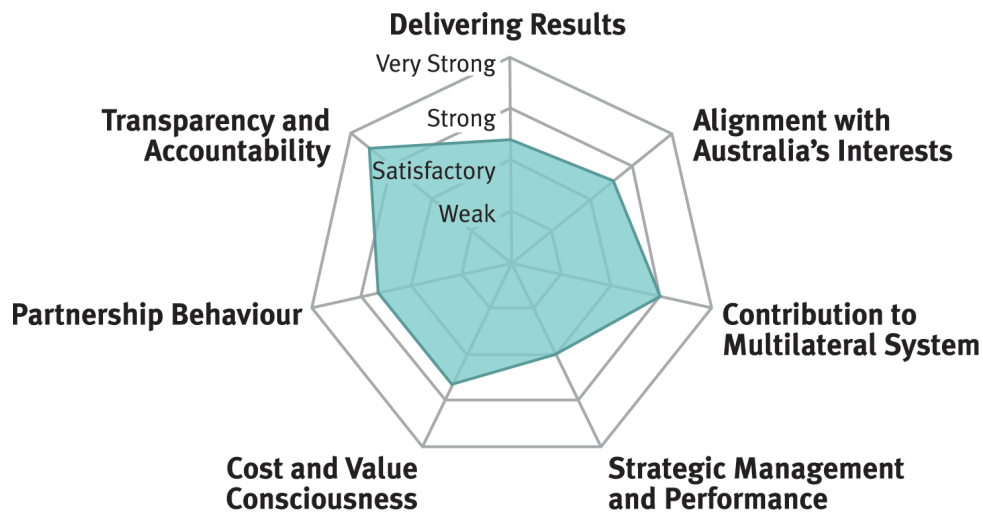 Delivering Results
Very Strong
Strong
Satisfactory
Weak
Transparency and
Accountability
Alignment with
Australia’s Interests
Partnership Behaviour
Contribution to
Multilateral System
Cost and Value
Consciousness
Strategic Management
and Performance